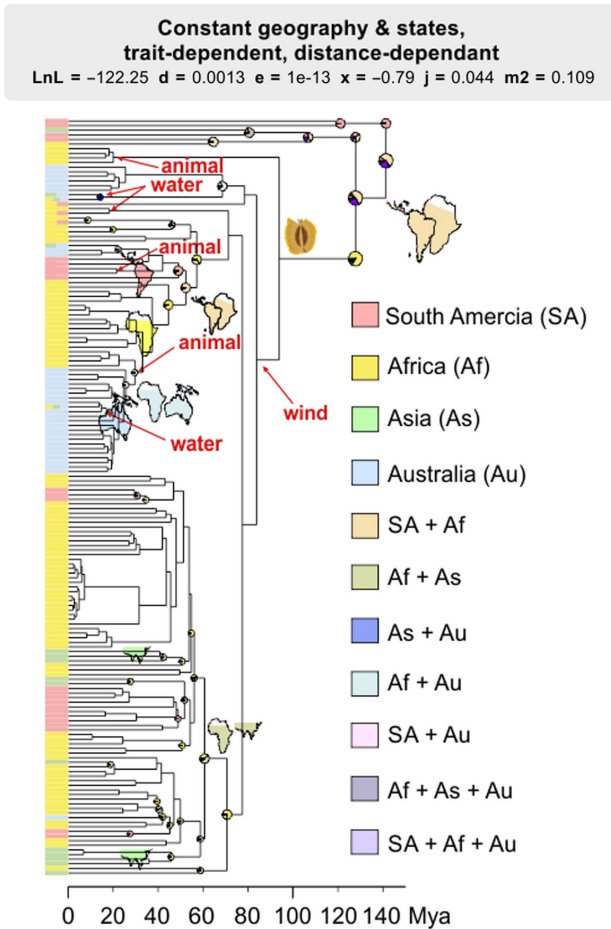 Constant geography & states,
trait-dependent, distance-dependant
LnL = −122.25 d = 0.0013 e = 1e-13 x = −0.79 j = 0.044 m2 = 0.109
animal
water
animal
animal
wind
water
South Amercia (SA)
Africa (Af)
Asia (As)
Australia (Au)
SA + Af
Af + As
As + Au
Af + Au
SA + Au
Af + As + Au
SA + Af + Au
0 20 40 60 80 100 120 140 Mya